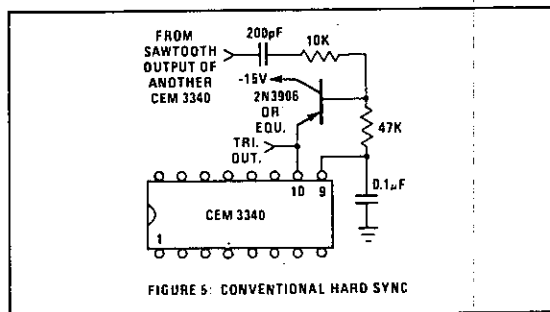 FROM
SAWTOOTH
OUTPUT OF
ANOTHER
CEM 3340
200pF
10K
-15V
2N3906
OR
EQU.
TRI.
OUT.
47K
0.1µF
10 9
CEM 3340
1
FIGURE 5: CONVENTIONAL HARD SYNC